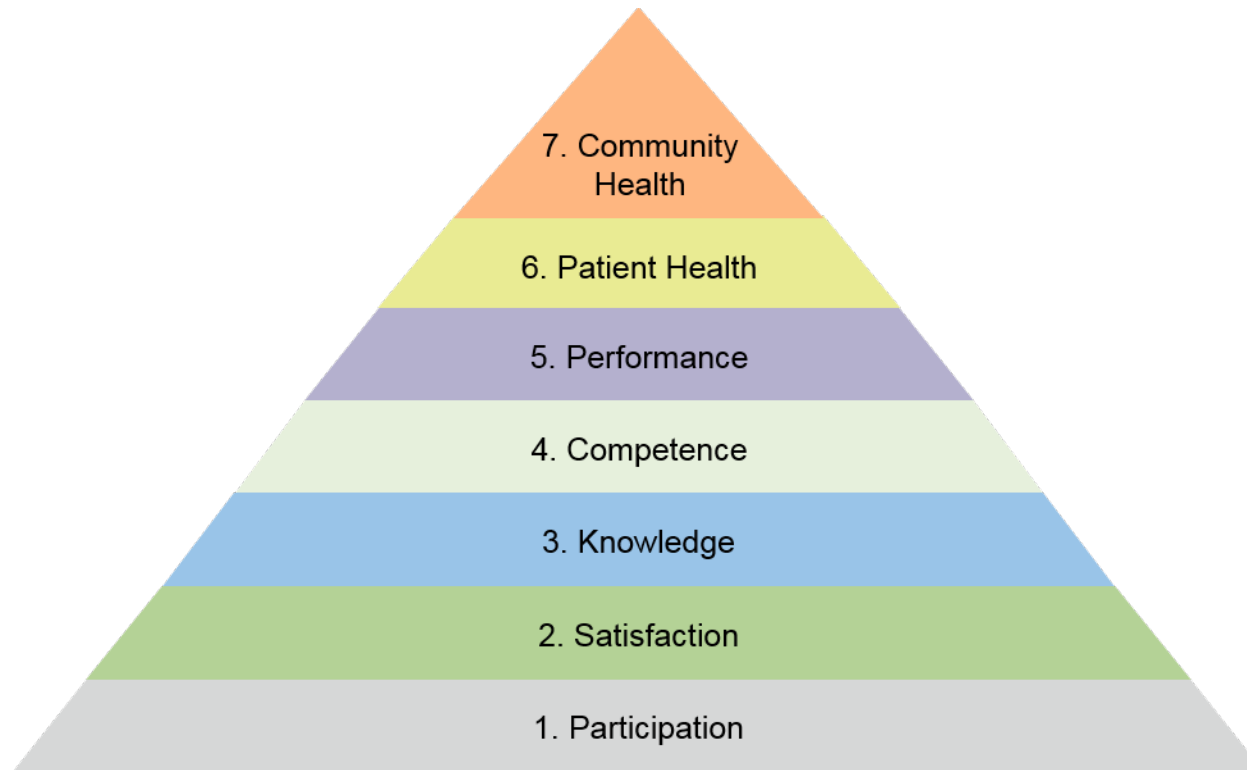 7. Community
Health
6. Patient Health
5. Performance
4. Competence
3. Knowledge
2. Satisfaction
1. Participation